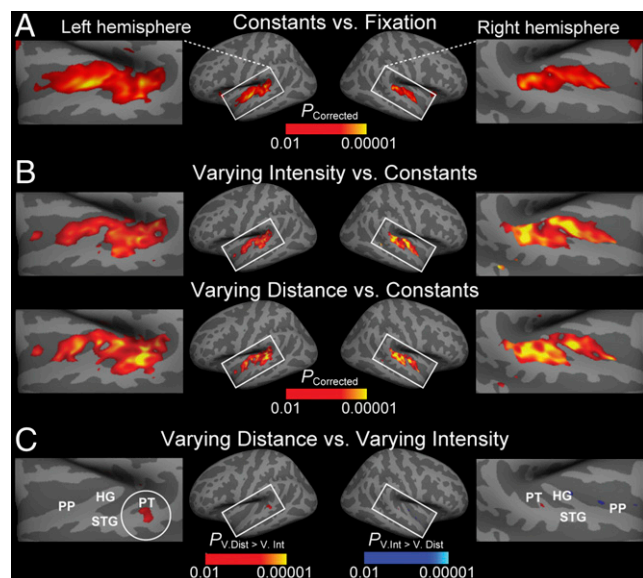 A
Constants vs. Fixation
Left hemisphere
Right hemisphere
PCorrected
0.01 0.00001
B
Varying Intensity vs. Constants
Varying Distance vs. Constants
PCorrected
0.01 0.00001
C
Varying Distance vs. Varying Intensity
PP HG STG PT
PT HG STG PP
PV.Dist > V. Int
PV.Int > V. Dist
0.01 0.00001
0.01 0.00001